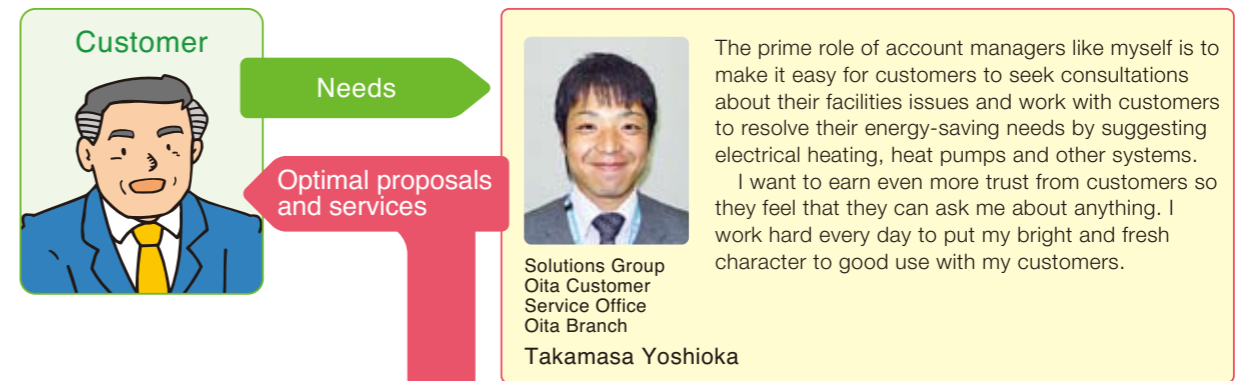 Customer
Needs
Optimal proposals
and services
The prime role of account managers like myself is to
make it easy for customers to seek consultations
about their facilities issues and work with customers
to resolve their energy-saving needs by suggesting
electrical heating, heat pumps and other systems.
I want to earn even more trust from customers so
they feel that they can ask me about anything. I
work hard every day to put my bright and fresh
character to good use with my customers.
Solutions Group
Oita Customer
Service Office
Oita Branch
Takamasa Yoshioka